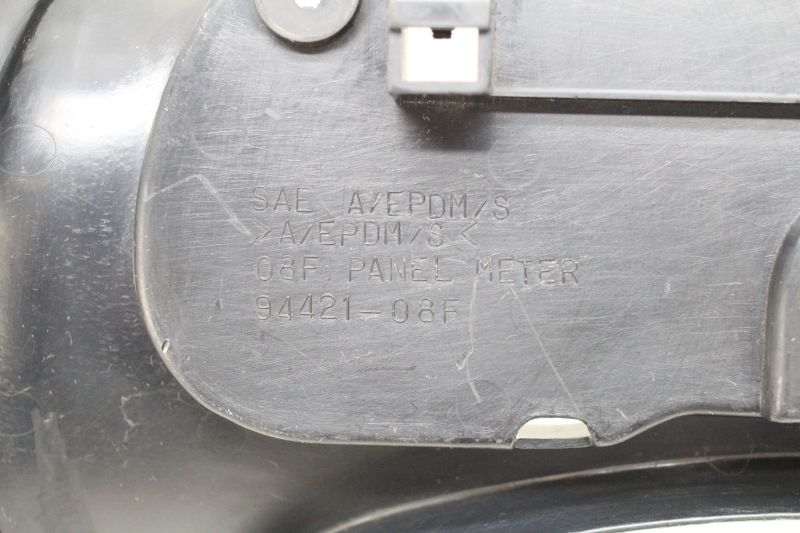 SAE A/EPDM/S
>A/EPDM/S<
08F PANEL METER
94421-08F